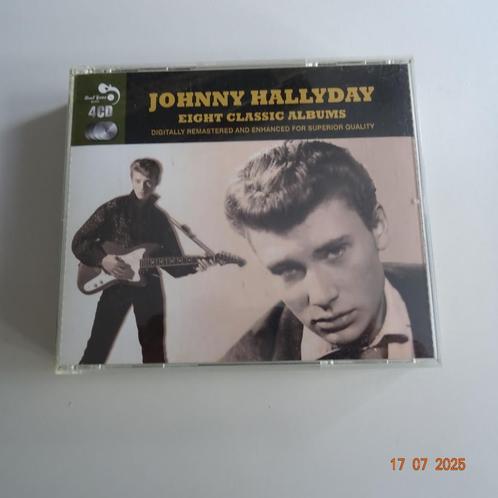 JOHNNY HALLYDAY
EIGHT CLASSIC ALBUMS
DIGITALLY REMASTERED AND ENHANCED FOR SUPERIOR QUALITY
4CD
17 07 2025